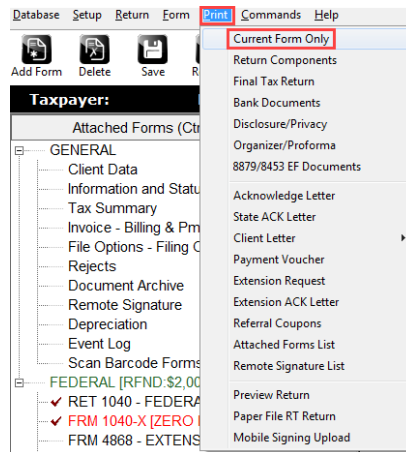 Database Setup Return Form Print Commands Help
Add Form Delete Save
Taxpayer:
Attached Forms (Ctr
GENERAL
Client Data
Information and Statu
Tax Summary
Invoice - Billing & Pm
File Options - Filing
Rejects
Document Archive
Remote Signature
Depreciation
Event Log
Scan Barcode Forms
FEDERAL [RFND:$2,00
RET 1040 - FEDERA
FRM 1040-X [ZERO
FRM 4868 - EXTENS
Current Form Only
Return Components
Final Tax Return
Bank Documents
Disclosure/Privacy
Organizer/Proforma
8879/8453 EF Documents
Acknowledge Letter
State ACK Letter
Client Letter
Payment Voucher
Extension Request
Extension ACK Letter
Referral Coupons
Attached Forms List
Remote Signature List
Preview Return
Paper File RT Return
Mobile Signing Upload